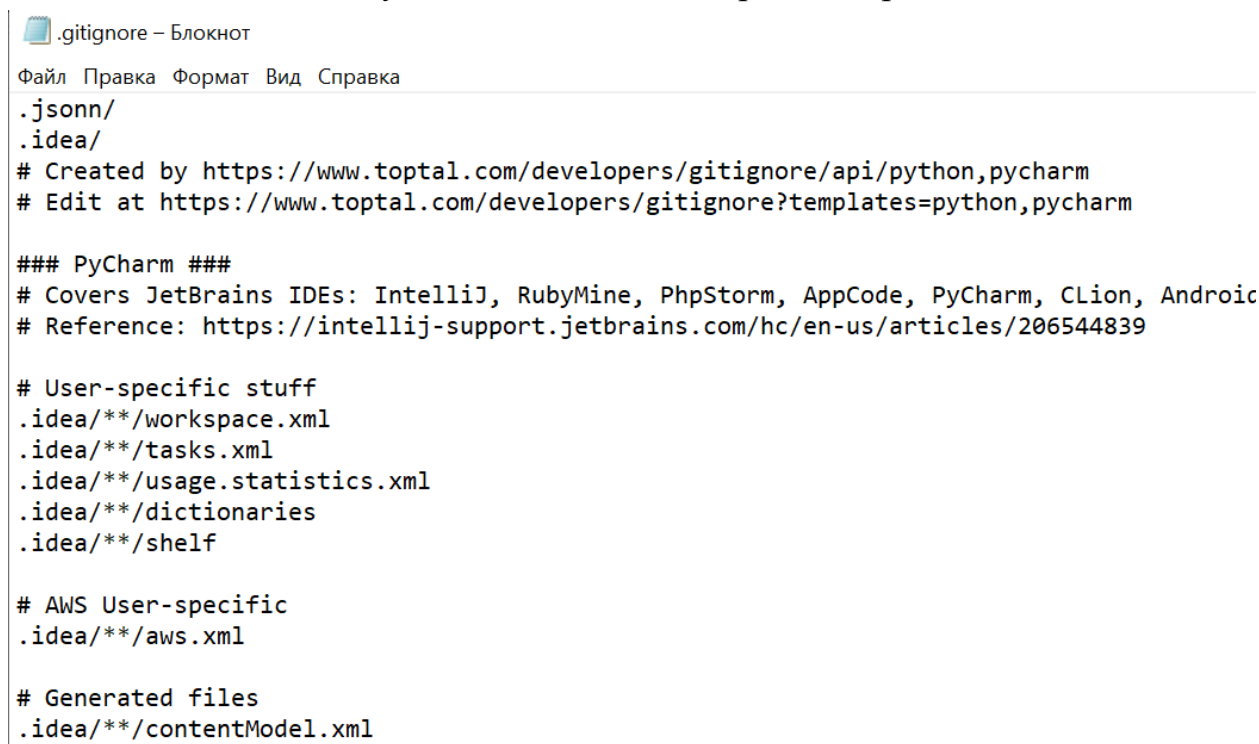 .gitignore – Блокнот
Файл Правка Формат Вид Справка
.jsonn/
.idea/
# Created by https://www.toptal.com/developers/gitignore/api/python,pycharm
# Edit at https://www.toptal.com/developers/gitignore?templates=python,pycharm
### PyCharm ###
# Covers JetBrains IDEs: IntelliJ, RubyMine, PhpStorm, AppCode, PyCharm, CLion, Android
# Reference: https://intellij-support.jetbrains.com/hc/en-us/articles/206544839
# User-specific stuff
.idea/**/workspace.xml
.idea/**/tasks.xml
.idea/**/usage.statistics.xml
.idea/**/dictionaries
.idea/**/shelf
# AWS User-specific
.idea/**/aws.xml
# Generated files
.idea/**/contentModel.xml